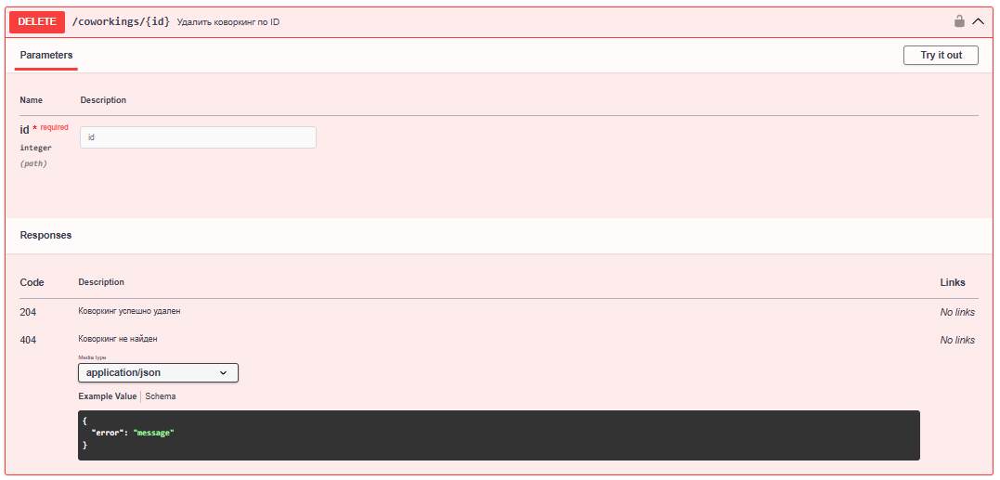 DELETE /coworkings/{id} Удалить коворкинг по ID
Parameters Try it out
Name Description
id * required id
integer
(path)
Responses
Code Description Links
204 Коворкинг успешно удален No links
404 Коворкинг не найден No links
Media type
application/json
Example Value Schema
{
"error": "message"
}